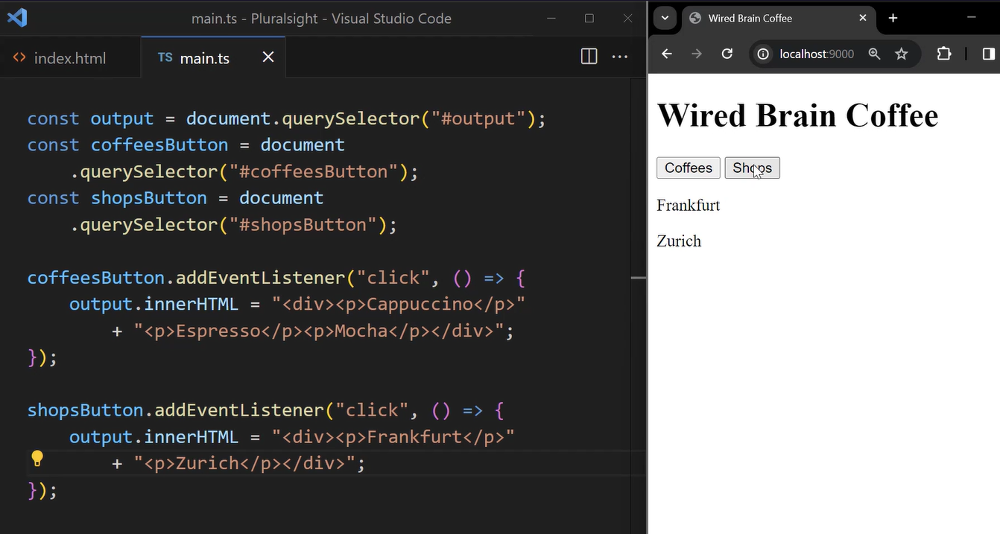 main.ts - Pluralsight - Visual Studio Code
index.html
TS main.ts
const output = document.querySelector("#output");
const coffeesButton = document
.querySelector("#coffeesButton");
const shopsButton = document
.querySelector("#shopsButton");
coffeesButton.addEventListener("click", () => {
output.innerHTML = "<div><p>Cappuccino</p>"
+ "<p>Espresso</p><p>Mocha</p></div>";
});
shopsButton.addEventListener("click", () => {
output.innerHTML = "<div><p>Frankfurt</p>"
+ "<p>Zurich</p></div>";
});
Wired Brain Coffee
localhost:9000
Wired Brain Coffee
Coffees Shops
Frankfurt
Zurich